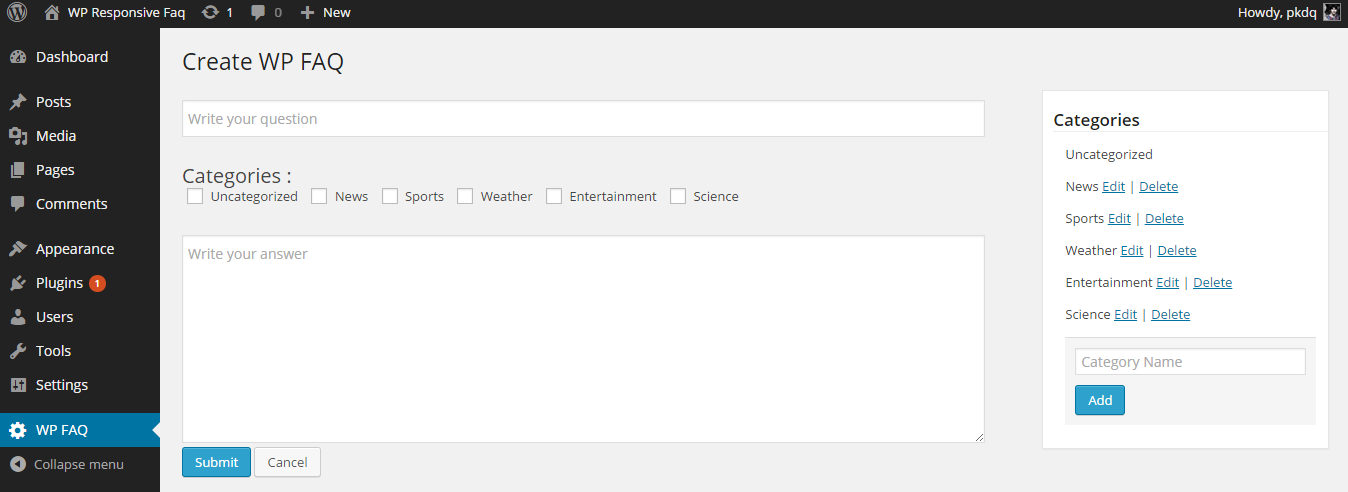 WP Responsive Faq 1 0 New Howdy, pkdq
Dashboard
Posts
Media
Pages
Comments
Appearance
Plugins 1
Users
Tools
Settings
WP FAQ
Collapse menu
Create WP FAQ
Write your question
Categories :
Uncategorized News Sports Weather Entertainment Science
Write your answer
Submit Cancel
Categories
Uncategorized
News Edit | Delete
Sports Edit | Delete
Weather Edit | Delete
Entertainment Edit | Delete
Science Edit | Delete
Category Name
Add